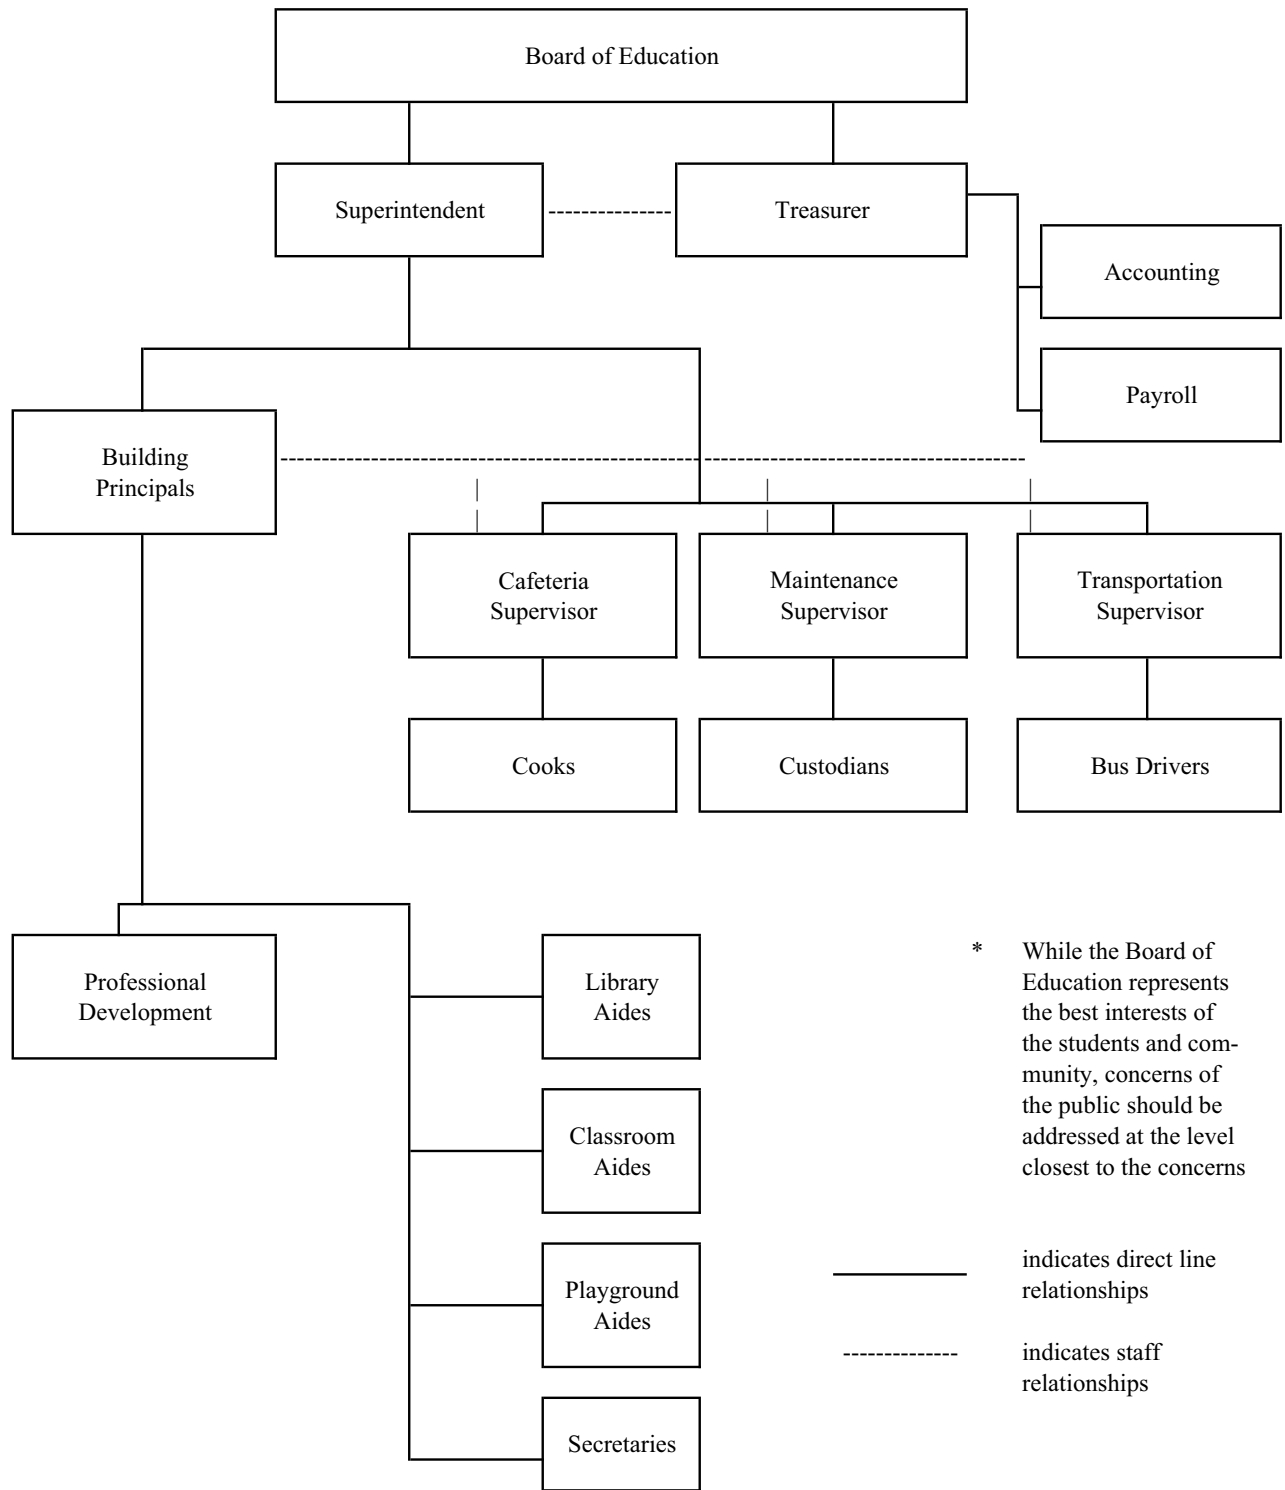 Board of Education
Superintendent
Treasurer
Accounting
Payroll
Building
Principals
Cafeteria
Supervisor
Maintenance
Supervisor
Transportation
Supervisor
Cooks
Custodians
Bus Drivers
Professional
Development
Library
Aides
Classroom
Aides
Playground
Aides
Secretaries
* While the Board of
Education represents
the best interests of
the students and com-
munity, concerns of
the public should be
addressed at the level
closest to the concerns
indicates direct line
relationships
indicates staff
relationships